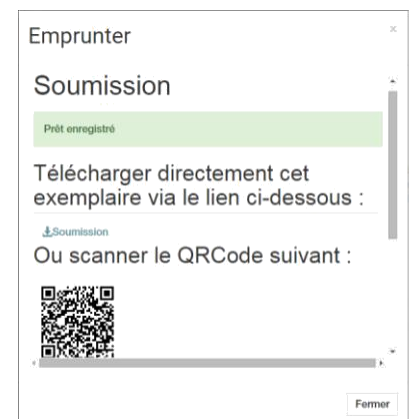 Emprunter
x
Soumission
Prêt enregistré
Télécharger directement cet
exemplaire via le lien ci-dessous :
Soumission
Ou scanner le QRCode suivant :
Fermer